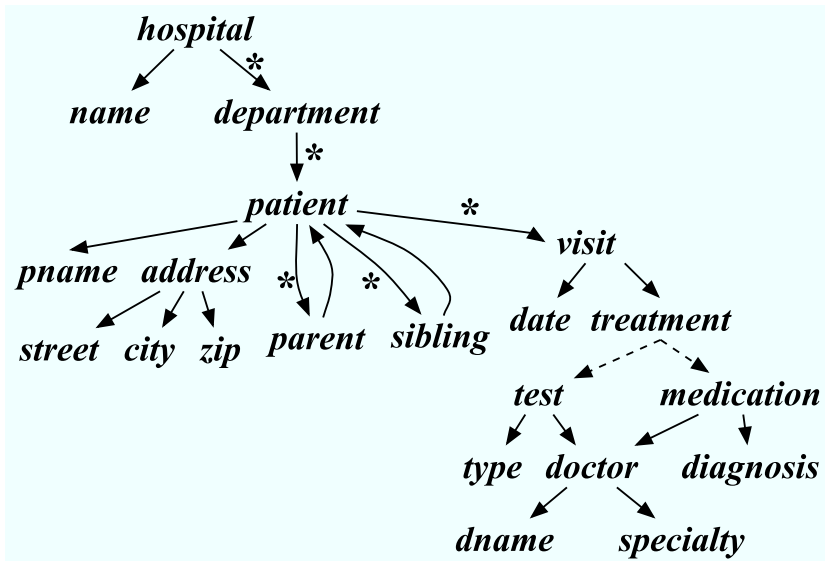 hospital
*
name department
*
patient
*
visit
pname address
* *
date treatment
parent sibling
street city zip
test medication
type doctor diagnosis
dname specialty